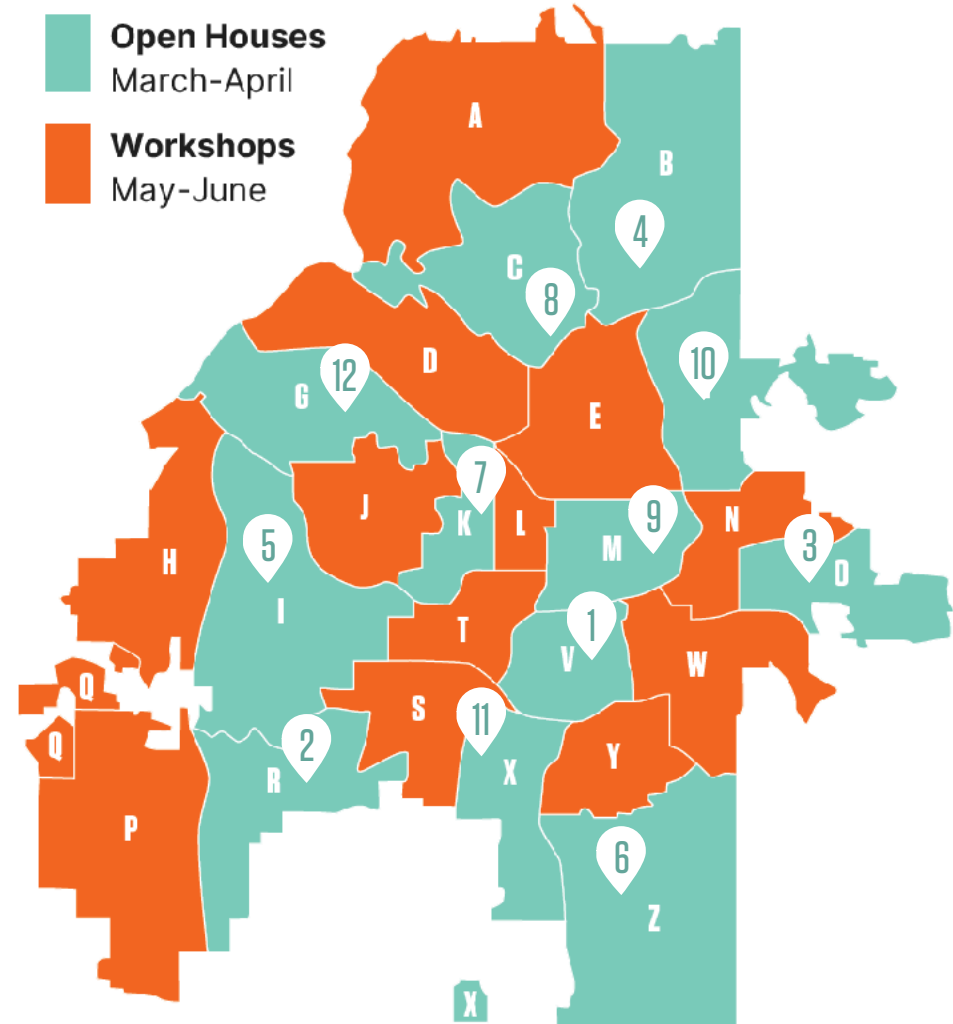 Open Houses
March-April
Workshops
May-June
A
B
4
C
8
12
D
10
G
E
7
J
K
L
9
N
5
M
3
H
O
I
1
T
V
W
Q
S
11
Q
2
Y
R
X
P
6
Z
X